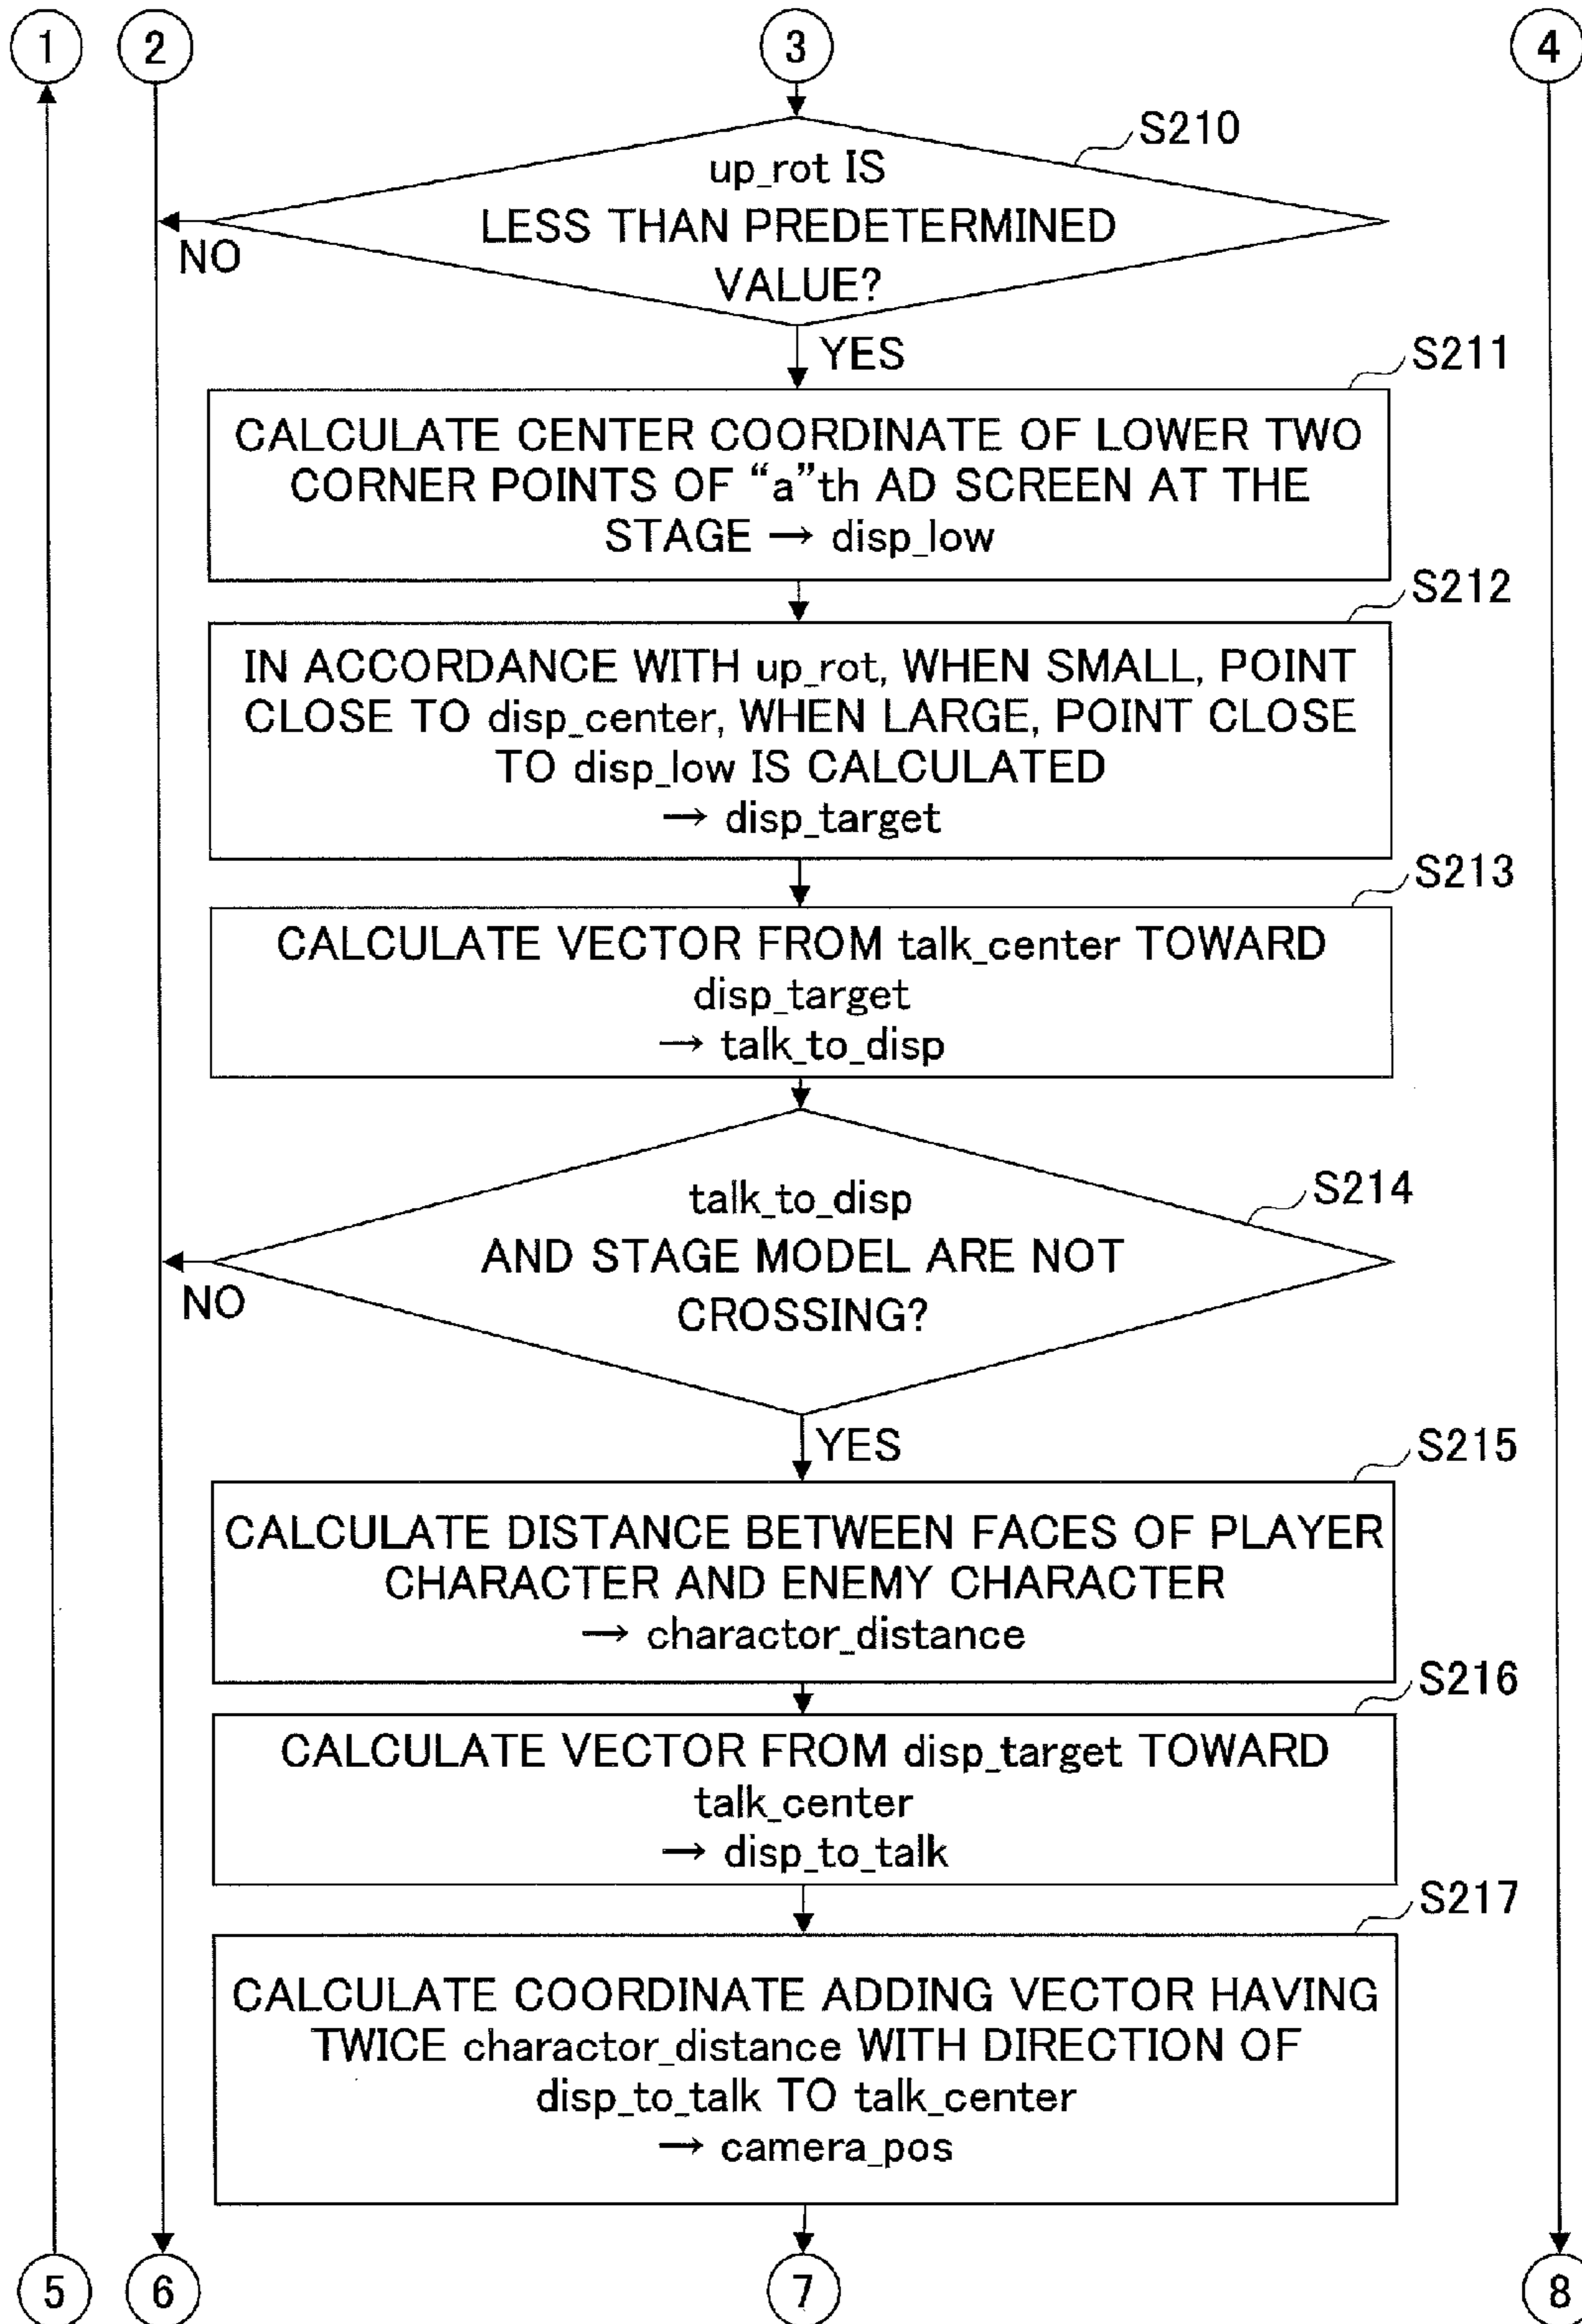 1
2
3
4
S210
up_rot IS
LESS THAN PREDETERMINED
VALUE?
NO
YES
S211
CALCULATE CENTER COORDINATE OF LOWER TWO
CORNER POINTS OF “a”th AD SCREEN AT THE
STAGE → disp_low
S212
IN ACCORDANCE WITH up_rot, WHEN SMALL, POINT
CLOSE TO disp_center, WHEN LARGE, POINT CLOSE
TO disp_low IS CALCULATED
→ disp_target
S213
CALCULATE VECTOR FROM talk_center TOWARD
disp_target
→ talk_to_disp
S214
talk_to_disp
AND STAGE MODEL ARE NOT
CROSSING?
NO
YES
S215
CALCULATE DISTANCE BETWEEN FACES OF PLAYER
CHARACTER AND ENEMY CHARACTER
→ charactor_distance
S216
CALCULATE VECTOR FROM disp_target TOWARD
talk_center
→ disp_to_talk
S217
CALCULATE COORDINATE ADDING VECTOR HAVING
TWICE charactor_distance WITH DIRECTION OF
disp_to_talk TO talk_center
→ camera_pos
5
6
7
8